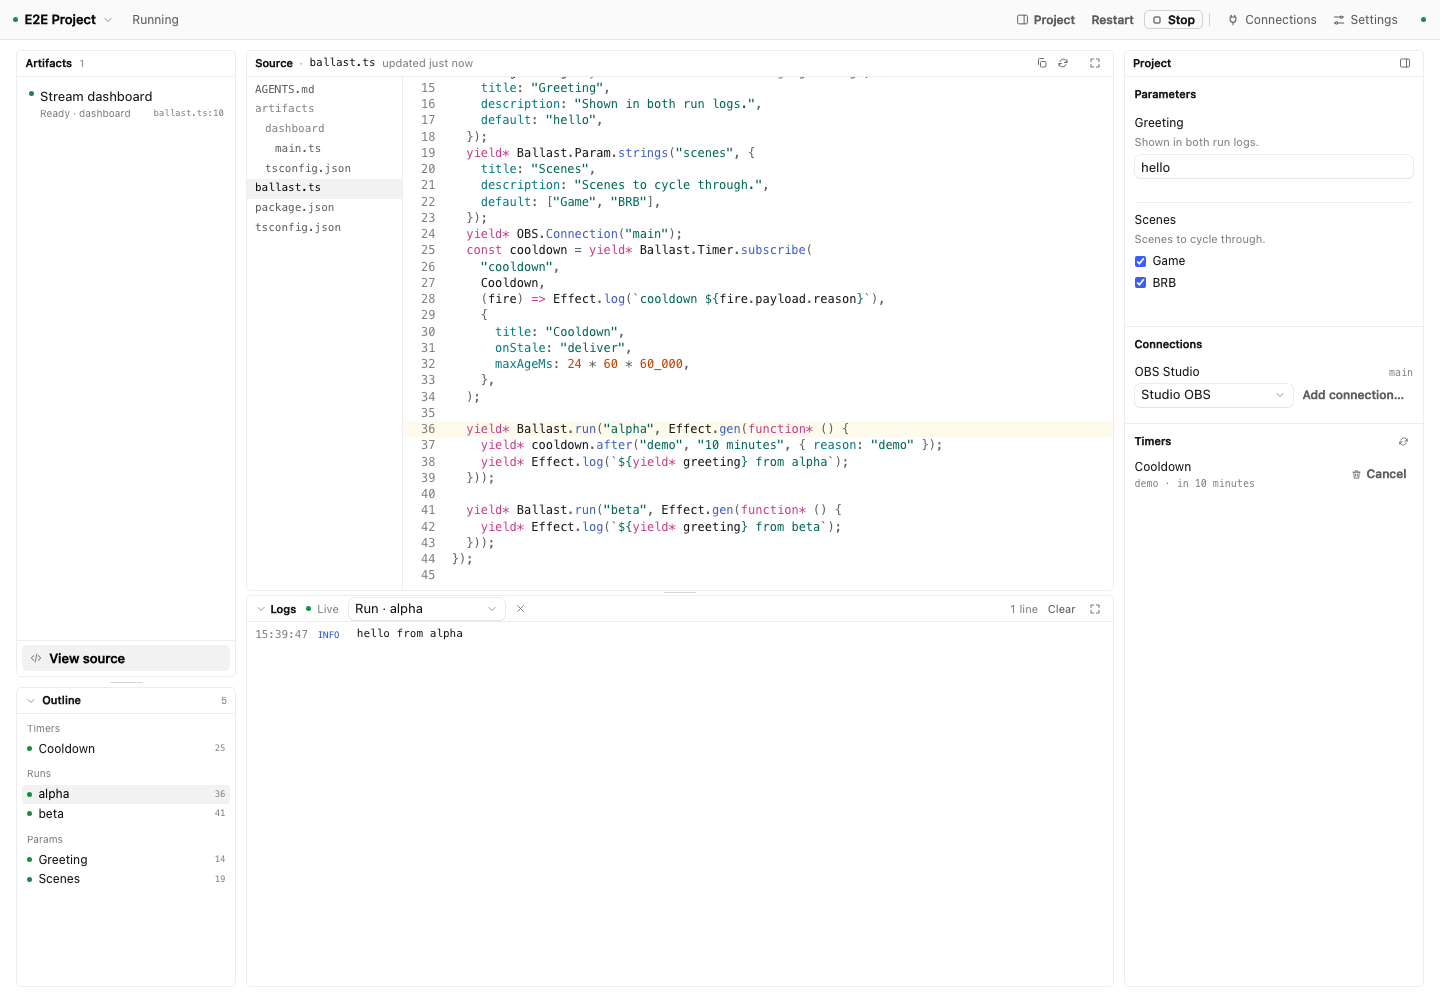 E2E Project Running
Project Restart Stop Connections Settings
Artifacts 1
Stream dashboard
Ready · dashboard ballast.ts:10
View source
Outline 5
Timers
Cooldown 25
Runs
alpha 36
beta 41
Params
Greeting 14
Scenes 19
Source · ballast.ts updated just now
AGENTS.md
artifacts
dashboard
main.ts
tsconfig.json
ballast.ts
package.json
tsconfig.json
15 title: "Greeting",
16 description: "Shown in both run logs.",
17 default: "hello",
18 });
19 yield* Ballast.Param.strings("scenes", {
20 title: "Scenes",
21 description: "Scenes to cycle through.",
22 default: ["Game", "BRB"],
23 });
24 yield* OBS.Connection("main");
25 const cooldown = yield* Ballast.Timer.subscribe(
26 "cooldown",
27 Cooldown,
28 (fire) => Effect.log(`cooldown ${fire.payload.reason}`),
29 {
30 title: "Cooldown",
31 onStale: "deliver",
32 maxAgeMs: 24 * 60 * 60_000,
33 },
34 );
35
36 yield* Ballast.run("alpha", Effect.gen(function* () {
37 yield* cooldown.after("demo", "10 minutes", { reason: "demo" });
38 yield* Effect.log(`${yield* greeting} from alpha`);
39 }));
40
41 yield* Ballast.run("beta", Effect.gen(function* () {
42 yield* Effect.log(`${yield* greeting} from beta`);
43 }));
44 });
45
Logs Live Run · alpha 1 line Clear
15:39:47 INFO hello from alpha
Project
Parameters
Greeting
Shown in both run logs.
hello
Scenes
Scenes to cycle through.
Game
BRB
Connections
OBS Studio main
Studio OBS Add connection...
Timers
Cooldown
demo · in 10 minutes
Cancel